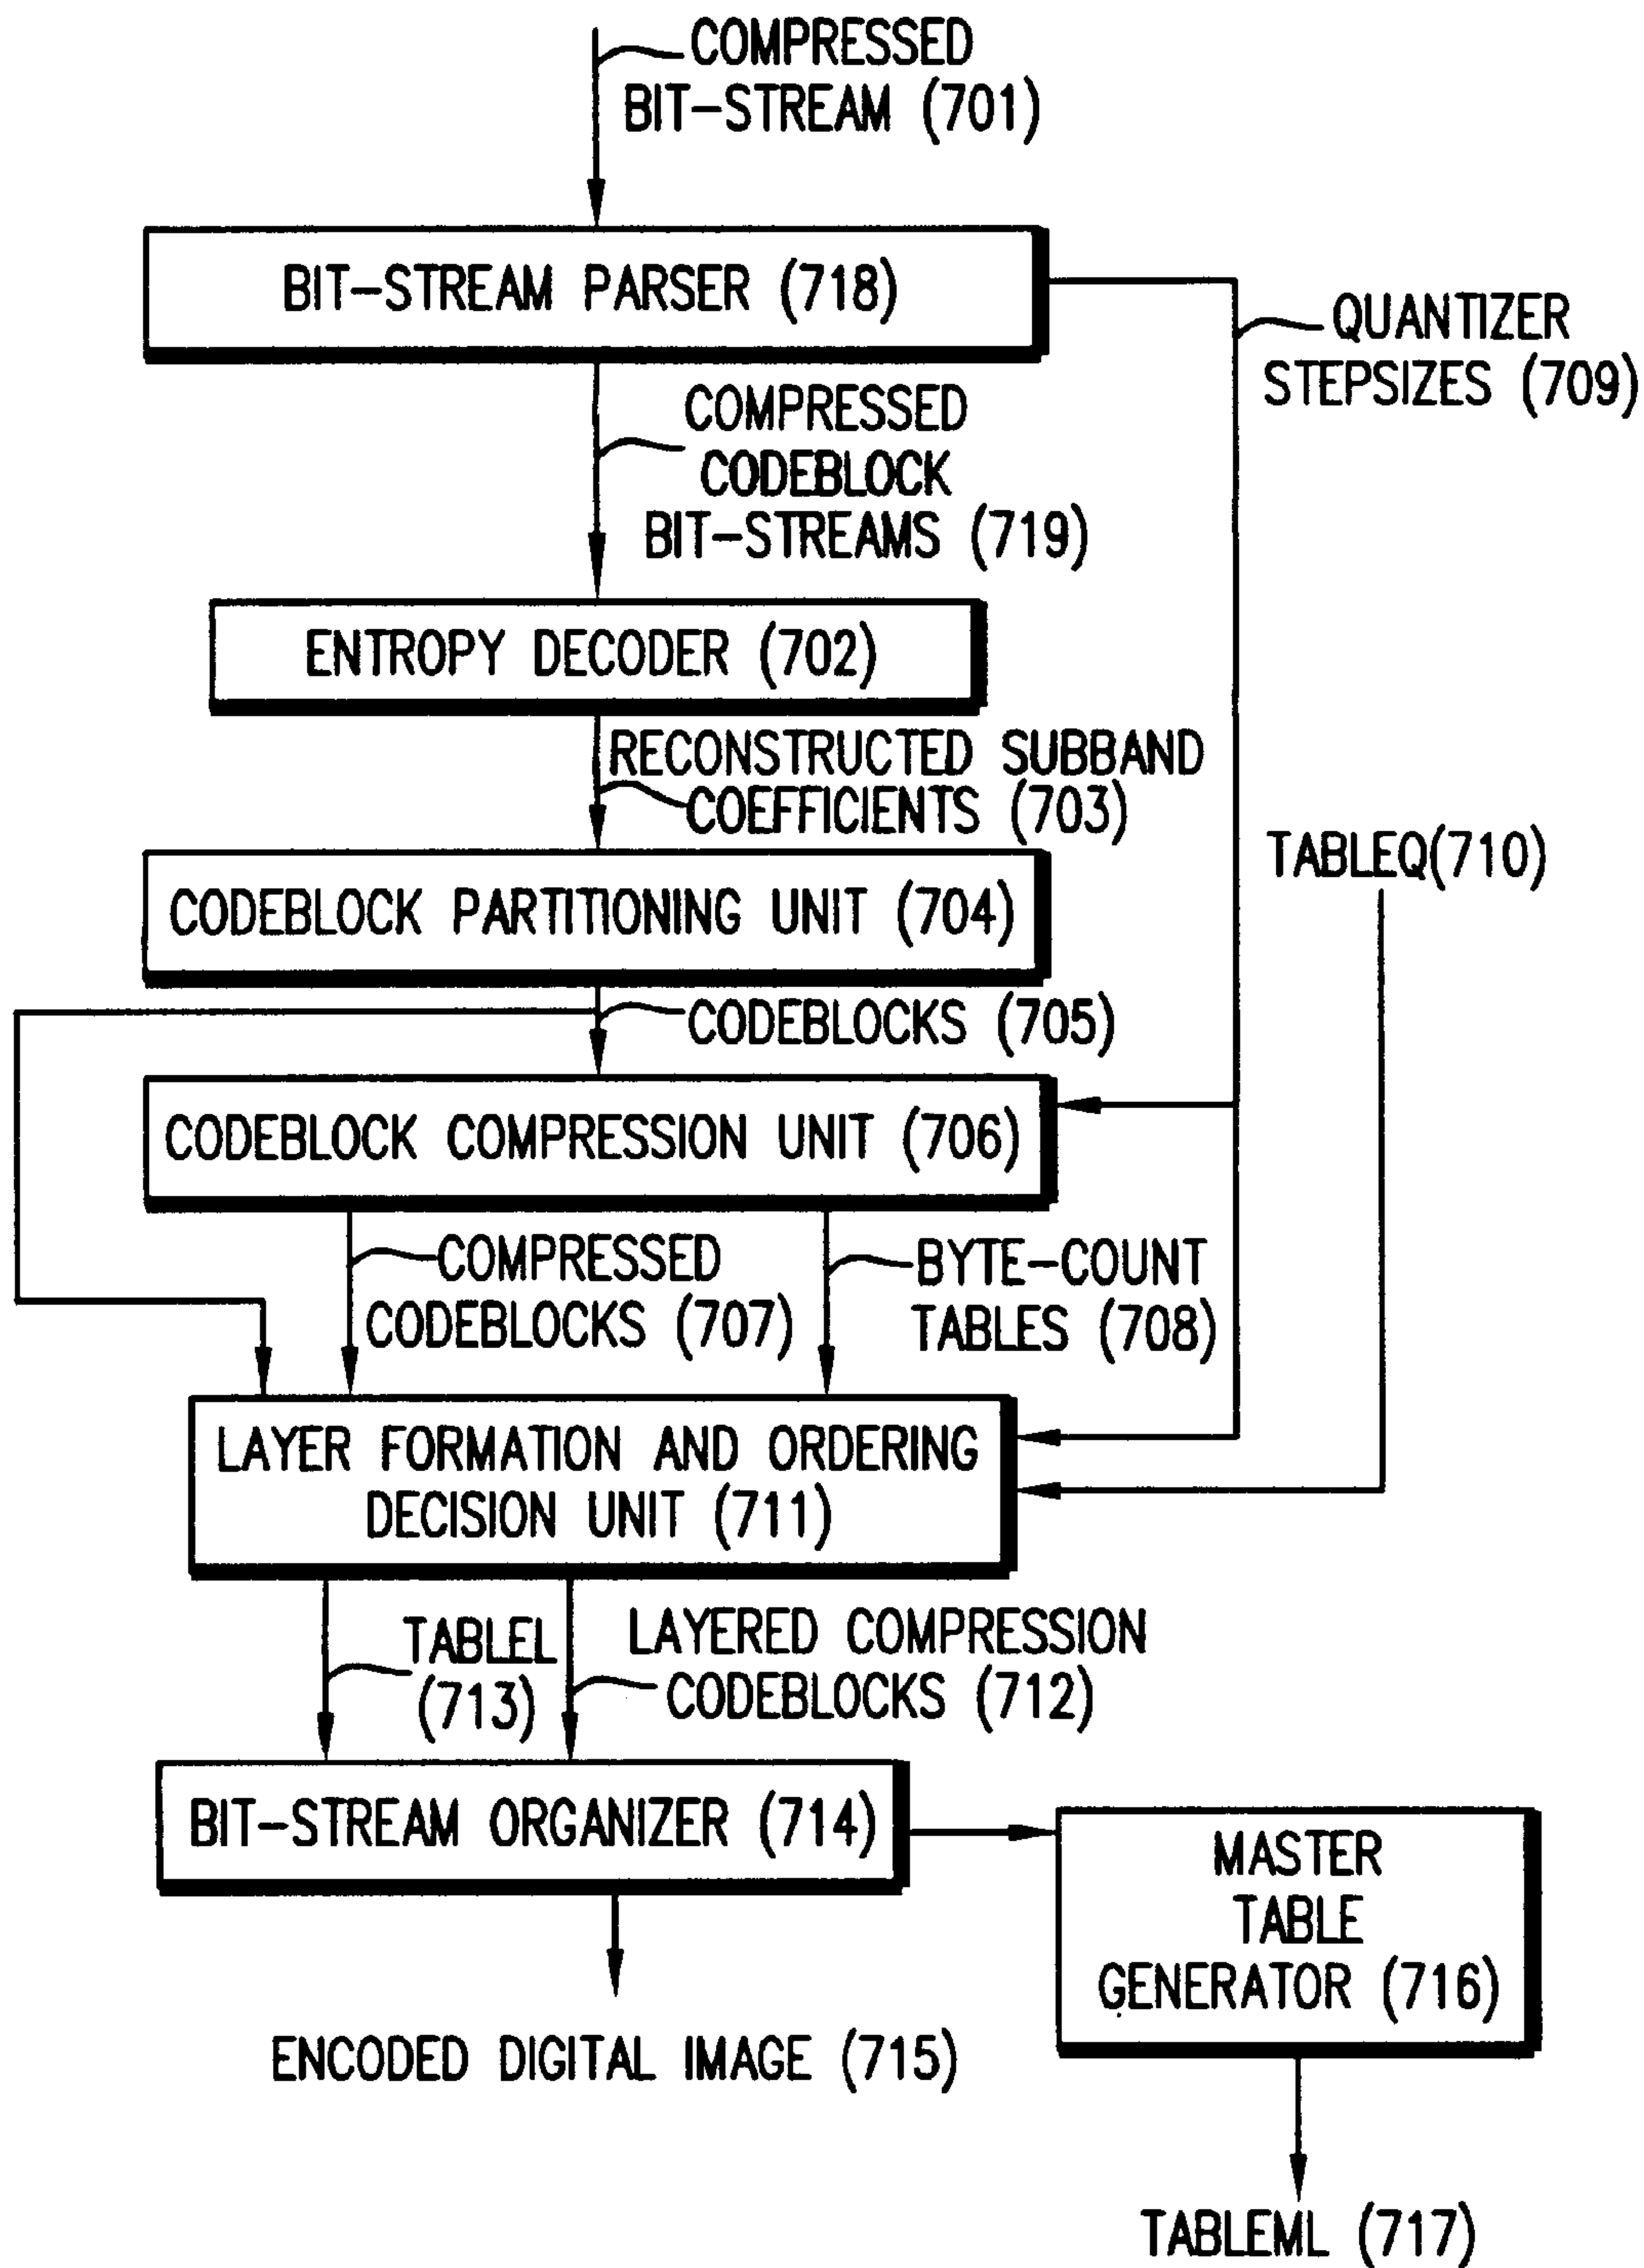 COMPRESSED
BIT-STREAM (701)
BIT-STREAM PARSER (718)
QUANTIZER
STEPSIZES (709)
COMPRESSED
CODEBLOCK
BIT-STREAMS (719)
ENTROPY DECODER (702)
RECONSTRUCTED SUBBAND
COEFFICIENTS (703)
TABLEQ(710)
CODEBLOCK PARTITIONING UNIT (704)
CODEBLOCKS (705)
CODEBLOCK COMPRESSION UNIT (706)
COMPRESSED
CODEBLOCKS (707)
BYTE-COUNT
TABLES (708)
LAYER FORMATION AND ORDERING
DECISION UNIT (711)
TABLEL
(713)
LAYERED COMPRESSION
CODEBLOCKS (712)
BIT-STREAM ORGANIZER (714)
MASTER
TABLE
GENERATOR (716)
ENCODED DIGITAL IMAGE (715)
TABLEML (717)